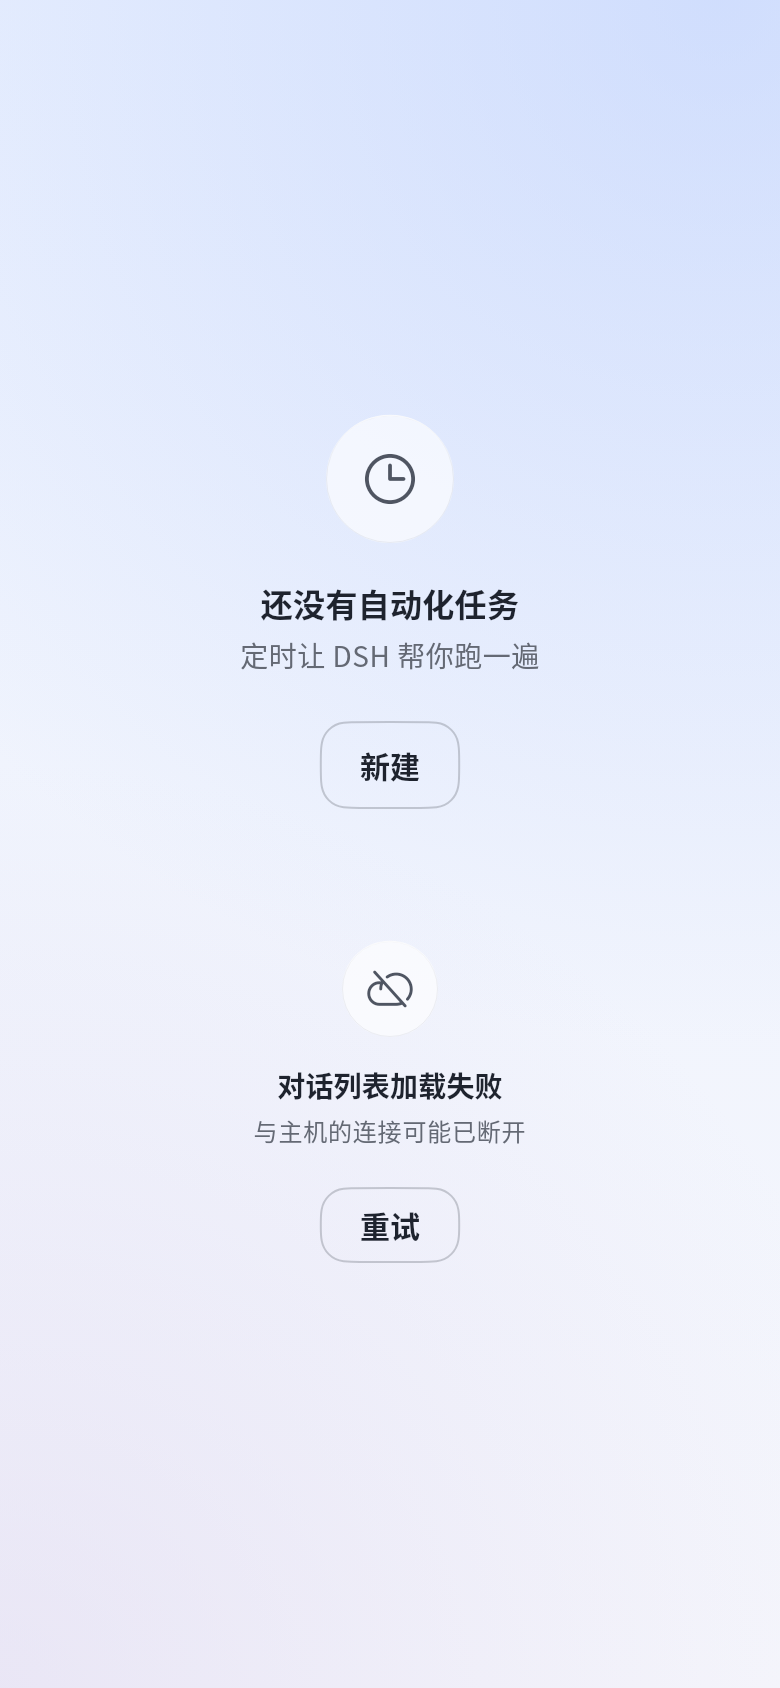 还没有自动化任务
定时让 DSH 帮你跑一遍
新建
对话列表加载失败
与主机的连接可能已断开
重试